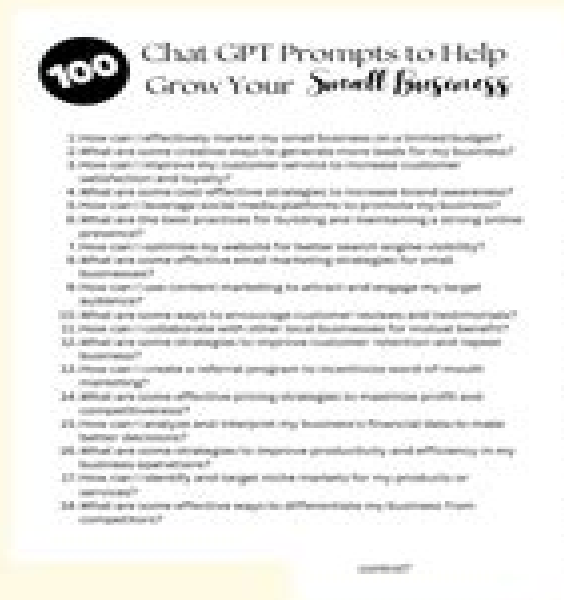 100
Chat GPT Prompts to Help
Grow Your Small Business
1. How can I effectively market my small business on a limited budget?
2. What are some creative ways to generate more leads for my business?
3. How can I improve my customer service to increase customer
satisfaction and loyalty?
4. What are some cost-effective strategies to increase brand awareness?
5. How can I leverage social media platforms to promote my business?
6. What are the best practices for building and maintaining a strong online
presence?
7. How can I optimize my website for better search engine visibility?
8. What are some effective email marketing strategies for small
businesses?
9. How can I use content marketing to attract and engage my target
audience?
10. What are some ways to encourage customer reviews and testimonials?
11. How can I collaborate with other local businesses for mutual benefit?
12. What are some strategies to improve customer retention and repeat
business?
13. How can I create a referral program to incentivize word of mouth
marketing?
14. What are some effective pricing strategies to maximize profit and
competitiveness?
15. How can I analyze and interpret my business's financial data to make
better decisions?
16. What are some strategies to improve productivity and efficiency in my
business operations?
17. How can I identify and target niche markets for my products or
services?
18. What are some effective ways to differentiate my business from
competitors?